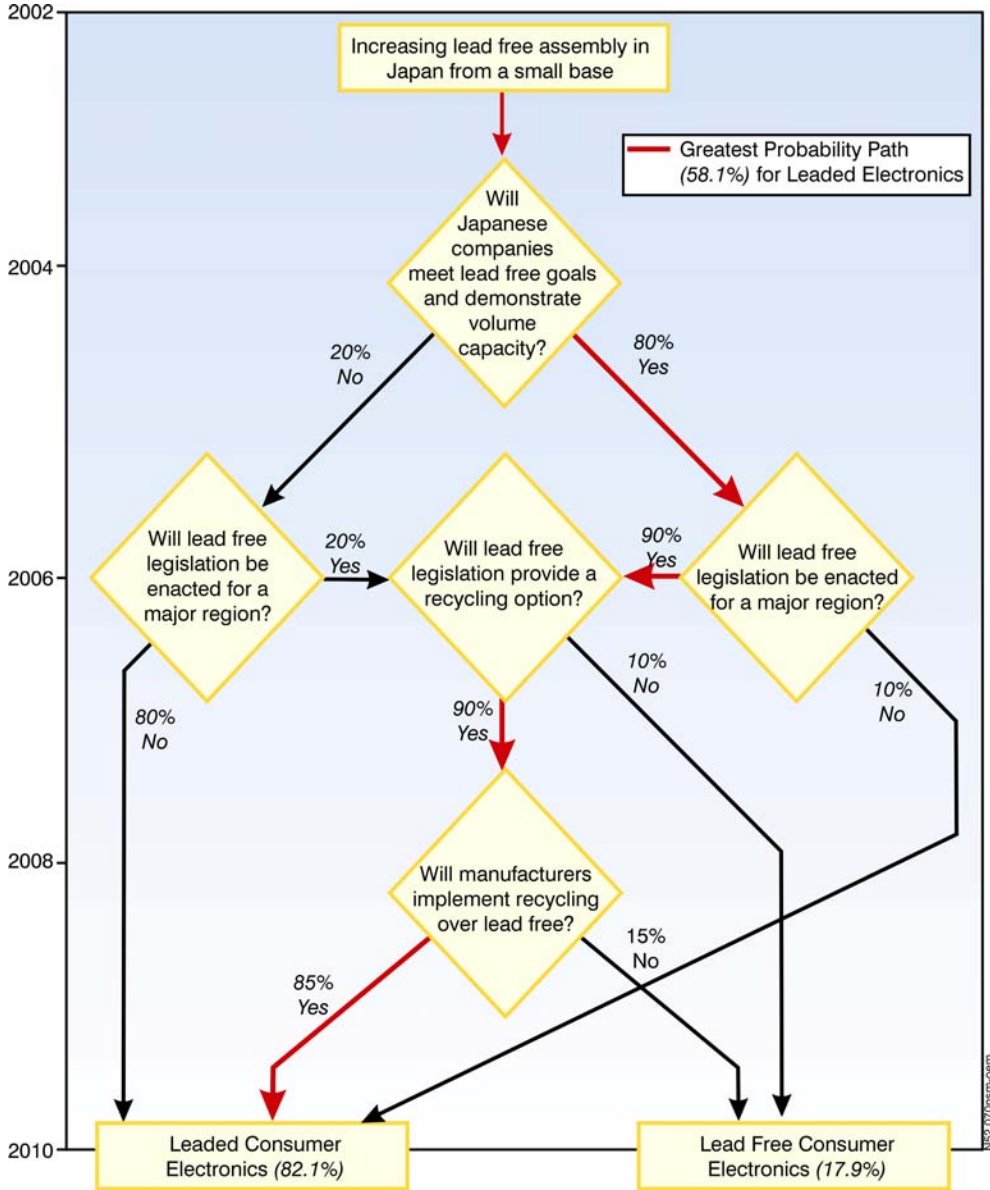 2002
Increasing lead free assembly in
Japan from a small base
Greatest Probability Path
(58.1%) for Leaded Electronics
Will
Japanese
companies
meet lead free goals
and demonstrate
volume
capacity?
2004
20%
No
80%
Yes
Will lead free
legislation be
enacted for a
major region?
20%
Yes
Will lead free
legislation provide a
recycling option?
90%
Yes
Will lead free
legislation be enacted
for a major region?
2006
80%
No
90%
Yes
10%
No
10%
No
2008
Will manufacturers
implement recycling
over lead free?
85%
Yes
15%
No
2010
Leaded Consumer
Electronics (82.1%)
Lead Free Consumer
Electronics (17.9%)